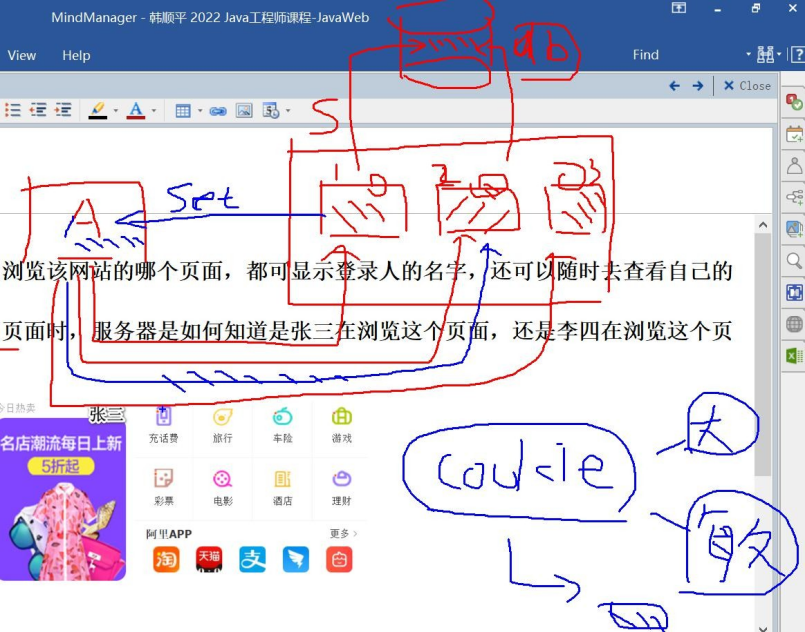 MindManager - 韩顺平 2022 Java工程师课程-JavaWeb
View Help Find
Close
db
S
1 2 3
A
Set
浏览该网站的哪个页面，都可显示登录人的名字，还可以随时去查看自己的
页面时，服务器是如何知道是张三在浏览这个页面，还是李四在浏览这个页
今日热卖
张三
充话费 旅行 车险 游戏
名店潮流每日上新
5折起
彩票 电影 酒店 理财
阿里APP 更多
淘 天猫 支
cookie
大
敏